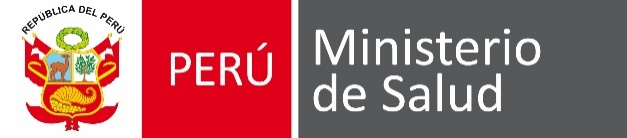 REPÚBLICA DEL PERÚ
PERÚ
Ministerio
de Salud